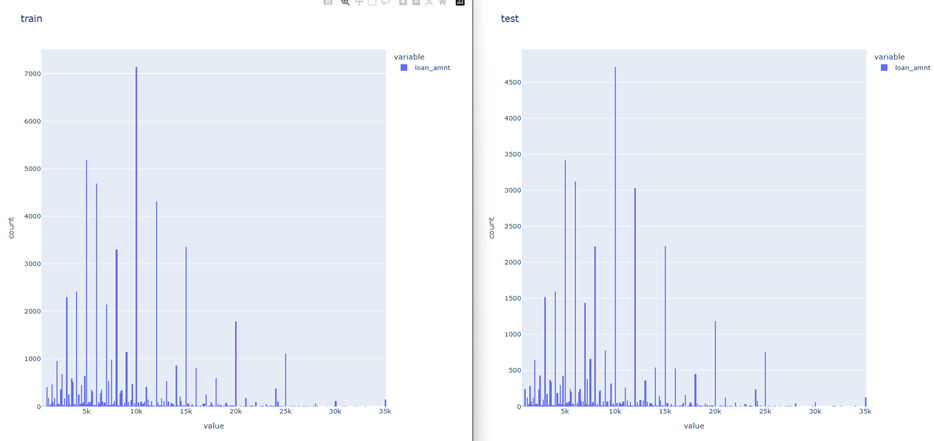 train
variable
loan_amnt
7000
6000
5000
4000
3000
2000
1000
0
5k
10k
15k
20k
25k
30k
35k
count
value
test
variable
loan_amnt
4500
4000
3500
3000
2500
2000
1500
1000
500
0
5k
10k
15k
20k
25k
30k
35k
count
value